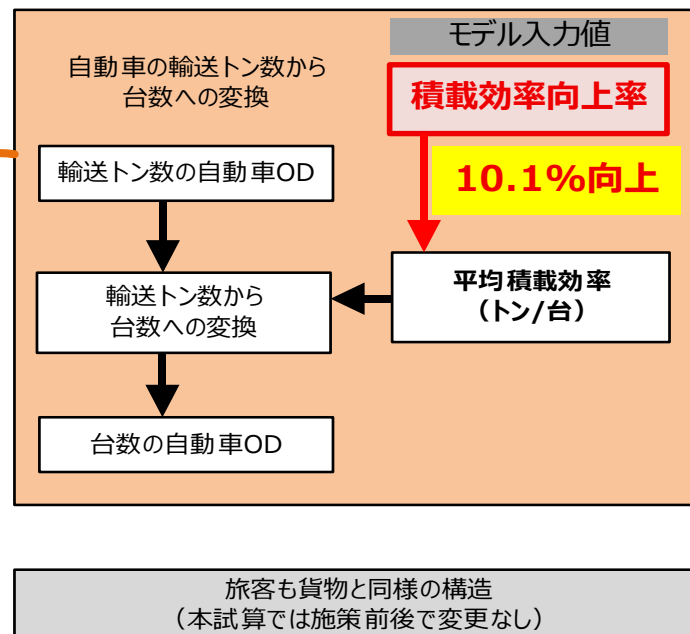 モデル入力値
自動車の輸送トン数から
台数への変換
積載効率向上率
輸送トン数の自動車OD
10.1%向上
輸送トン数から
台数への変換
平均積載効率
（トン/台）
台数の自動車OD
旅客も貨物と同様の構造
（本試算では施策前後で変更なし）